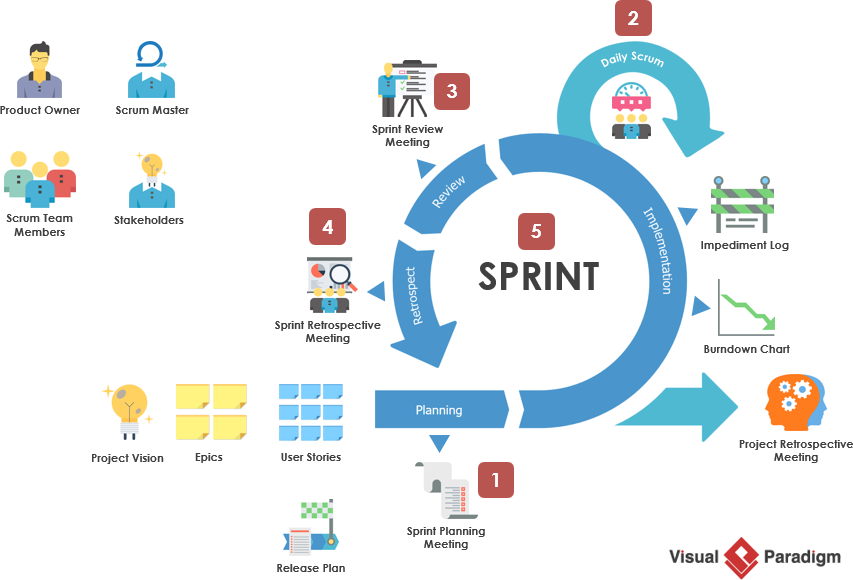 2
Daily Scrum
3
Product Owner
Scrum Master
Sprint Review
Meeting
Review
Scrum Team
Members
Stakeholders
4
5
Implementation
Impediment Log
SPRINT
Retrospect
Sprint Retrospective
Meeting
Burndown Chart
Planning
Project Vision
Epics
User Stories
Project Retrospective
Meeting
1
Sprint Planning
Meeting
Release Plan
Visual Paradigm